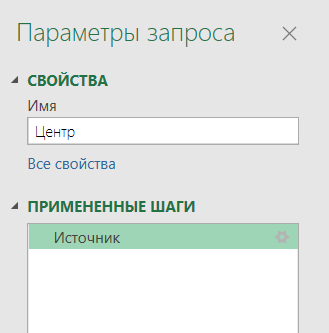 Параметры запроса
СВОЙСТВА
Имя
Центр
Все свойства
ПРИМЕНЕННЫЕ ШАГИ
Источник